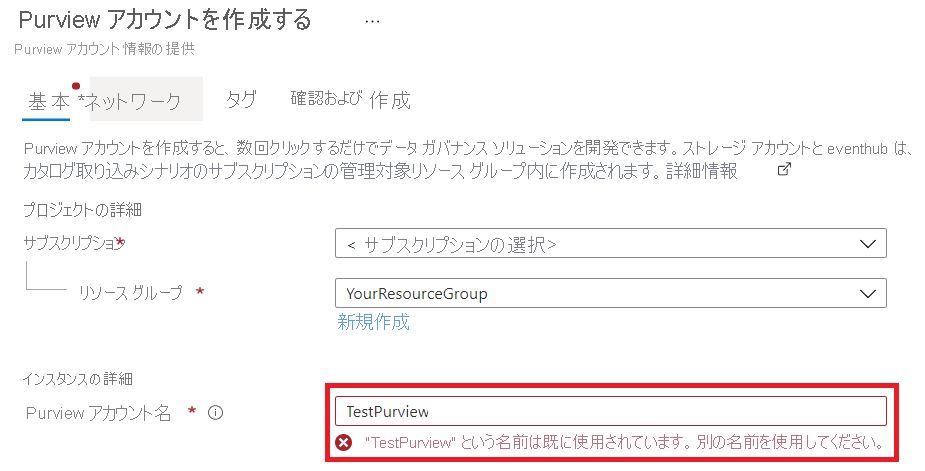 Purview アカウントを作成する ...
Purview アカウント情報の提供
基本 *ネットワーク タグ 確認および 作成
Purview アカウントを作成すると、数回クリックするだけでデータ ガバナンス ソリューションを開発できます。ストレージ アカウントと eventhub は、
カタログ取り込みシナリオのサブスクリプションの管理対象リソース グループ内に作成されます。詳細情報
プロジェクトの詳細
サブスクリプション* < サブスクリプションの選択>
リソース グループ * YourResourceGroup
新規作成
インスタンスの詳細
Purview アカウント名 * TestPurview
"TestPurview" という名前は既に使用されています。別の名前を使用してください。